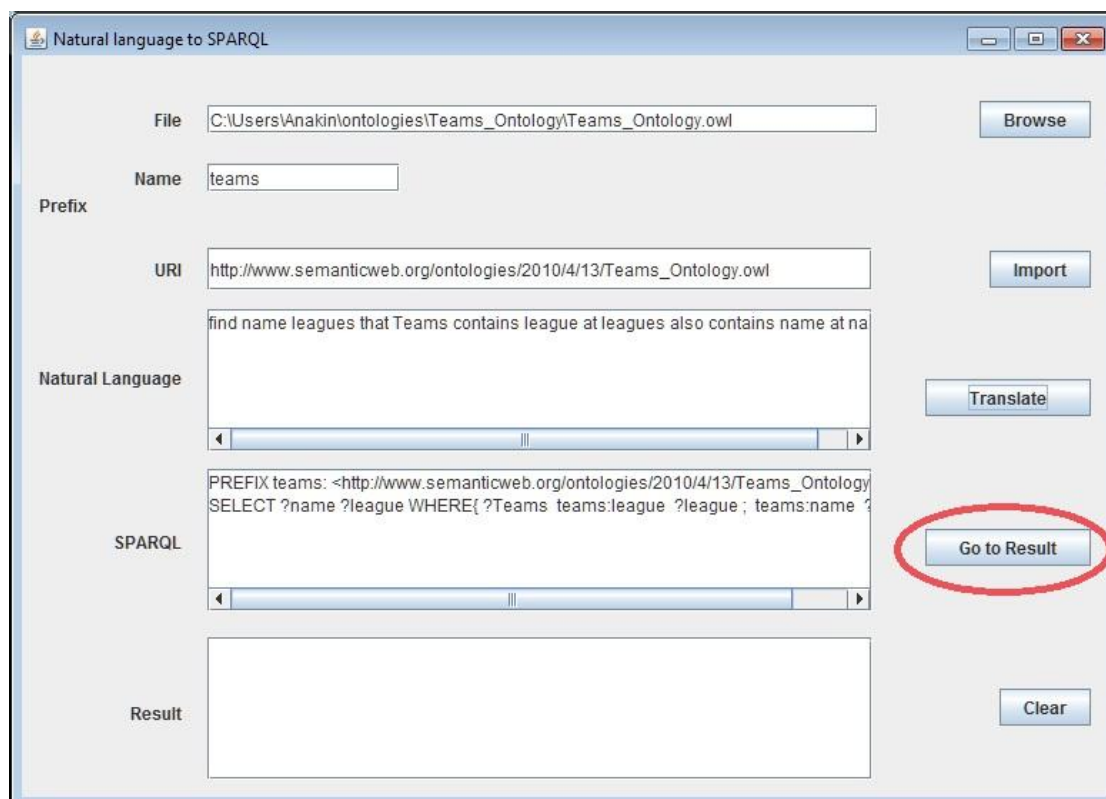 Natural language to SPARQL
File
C:\Users\Anakin\ontologies\Teams_Ontology\Teams_Ontology.owl
Browse
Name
teams
Prefix
URI
http://www.semanticweb.org/ontologies/2010/4/13/Teams_Ontology.owl
Import
find name leagues that Teams contains league at leagues also contains name at na
Natural Language
Translate
PREFIX teams: <http://www.semanticweb.org/ontologies/2010/4/13/Teams_Ontology
SELECT ?name ?league WHERE{ ?Teams teams:league ?league ; teams:name ?
SPARQL
Go to Result
Result
Clear